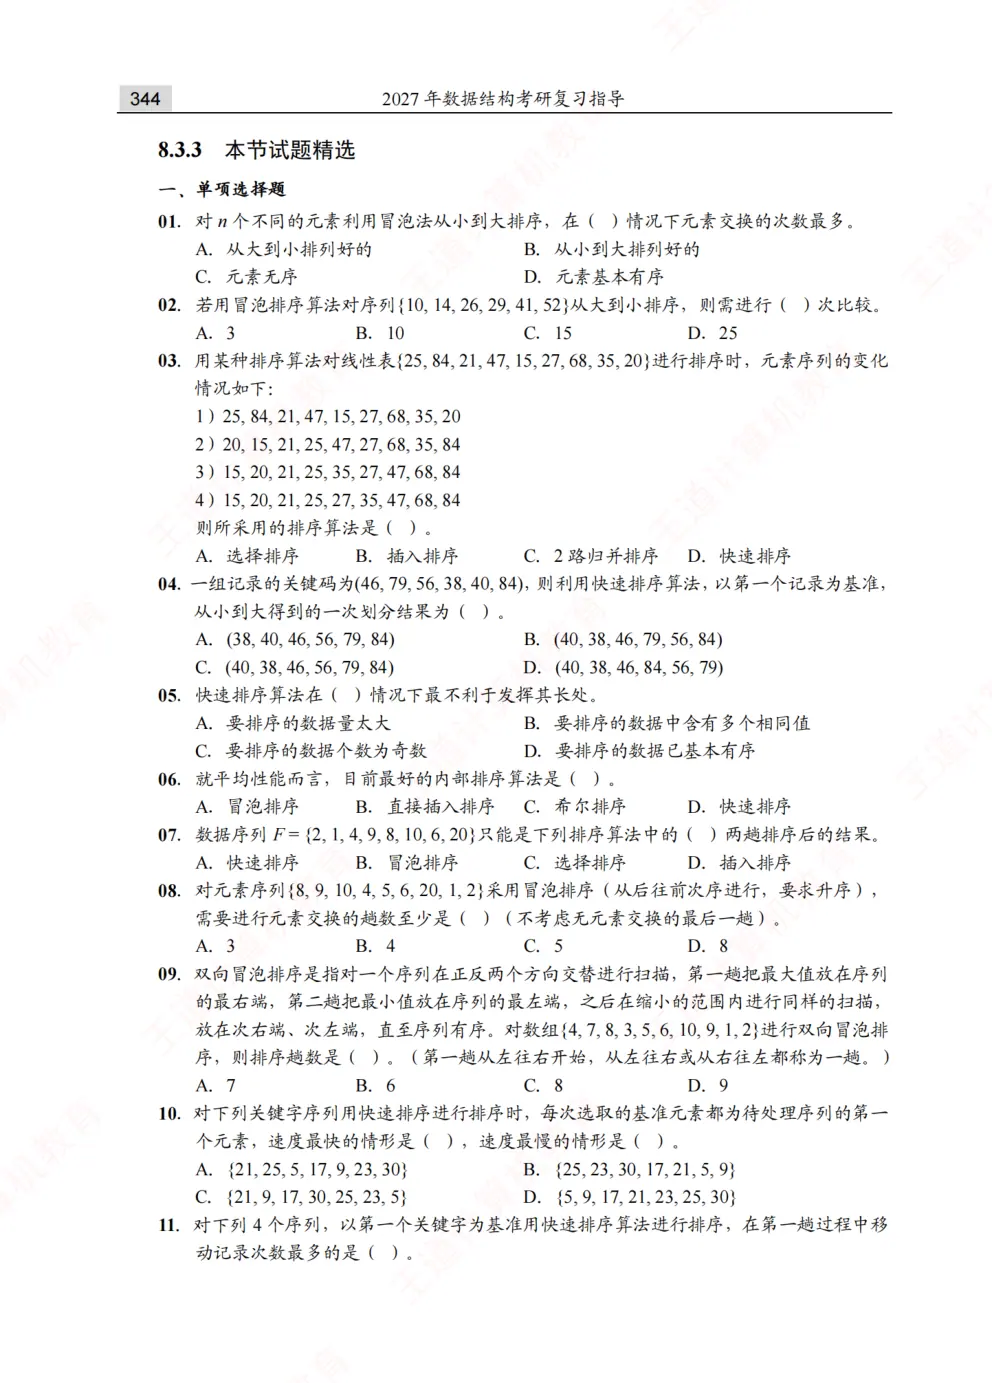 344
2027 年数据结构考研复习指导
8.3.3 本节试题精选
一、单项选择题
01. 对 n 个不同的元素利用冒泡法从小到大排序，在（ ）情况下元素交换的次数最多。
A. 从大到小排列好的 B. 从小到大排列好的
C. 元素无序 D. 元素基本有序
02. 若用冒泡排序算法对序列{10, 14, 26, 29, 41, 52}从大到小排序，则需进行（ ）次比较。
A. 3 B. 10 C. 15 D. 25
03. 用某种排序算法对线性表{25, 84, 21, 47, 15, 27, 68, 35, 20}进行排序时，元素序列的变化
情况如下：
1）25, 84, 21, 47, 15, 27, 68, 35, 20
2）20, 15, 21, 25, 47, 27, 68, 35, 84
3）15, 20, 21, 25, 35, 27, 47, 68, 84
4）15, 20, 21, 25, 27, 35, 47, 68, 84
则所采用的排序算法是（ ）。
A. 选择排序 B. 插入排序 C. 2 路归并排序 D. 快速排序
04. 一组记录的关键码为(46, 79, 56, 38, 40, 84)，则利用快速排序算法，以第一个记录为基准，
从小到大得到的一次划分结果为（ ）。
A. (38, 40, 46, 56, 79, 84) B. (40, 38, 46, 79, 56, 84)
C. (40, 38, 46, 56, 79, 84) D. (40, 38, 46, 84, 56, 79)
05. 快速排序算法在（ ）情况下最不利于发挥其长处。
A. 要排序的数据量太大 B. 要排序的数据中含有多个相同值
C. 要排序的数据个数为奇数 D. 要排序的数据已基本有序
06. 就平均性能而言，目前最好的内部排序算法是（ ）。
A. 冒泡排序 B. 直接插入排序 C. 希尔排序 D. 快速排序
07. 数据序列 F = {2, 1, 4, 9, 8, 10, 6, 20}只能是下列排序算法中的（ ）两趟排序后的结果。
A. 快速排序 B. 冒泡排序 C. 选择排序 D. 插入排序
08. 对元素序列{8, 9, 10, 4, 5, 6, 20, 1, 2}采用冒泡排序（从后往前次序进行，要求升序），
需要进行元素交换的趟数至少是（ ）（不考虑无元素交换的最后一趟）。
A. 3 B. 4 C. 5 D. 8
09. 双向冒泡排序是指对一个序列在正反两个方向交替进行扫描，第一趟把最大值放在序列
的最右端，第二趟把最小值放在序列的最左端，之后在缩小的范围内进行同样的扫描，
放在次右端、次左端，直至序列有序。对数组{4, 7, 8, 3, 5, 6, 10, 9, 1, 2}进行双向冒泡排
序，则排序趟数是（ ）。（第一趟从左往右开始，从左往右或从右往左都称为一趟。）
A. 7 B. 6 C. 8 D. 9
10. 对下列关键字序列用快速排序进行排序时，每次选取的基准元素都为待处理序列的第一
个元素，速度最快的情形是（ ），速度最慢的情形是（ ）。
A. {21, 25, 5, 17, 9, 23, 30} B. {25, 23, 30, 17, 21, 5, 9}
C. {21, 9, 17, 30, 25, 23, 5} D. {5, 9, 17, 21, 23, 25, 30}
11. 对下列 4 个序列，以第一个关键字为基准用快速排序算法进行排序，在第一趟过程中移
动记录次数最多的是（ ）。